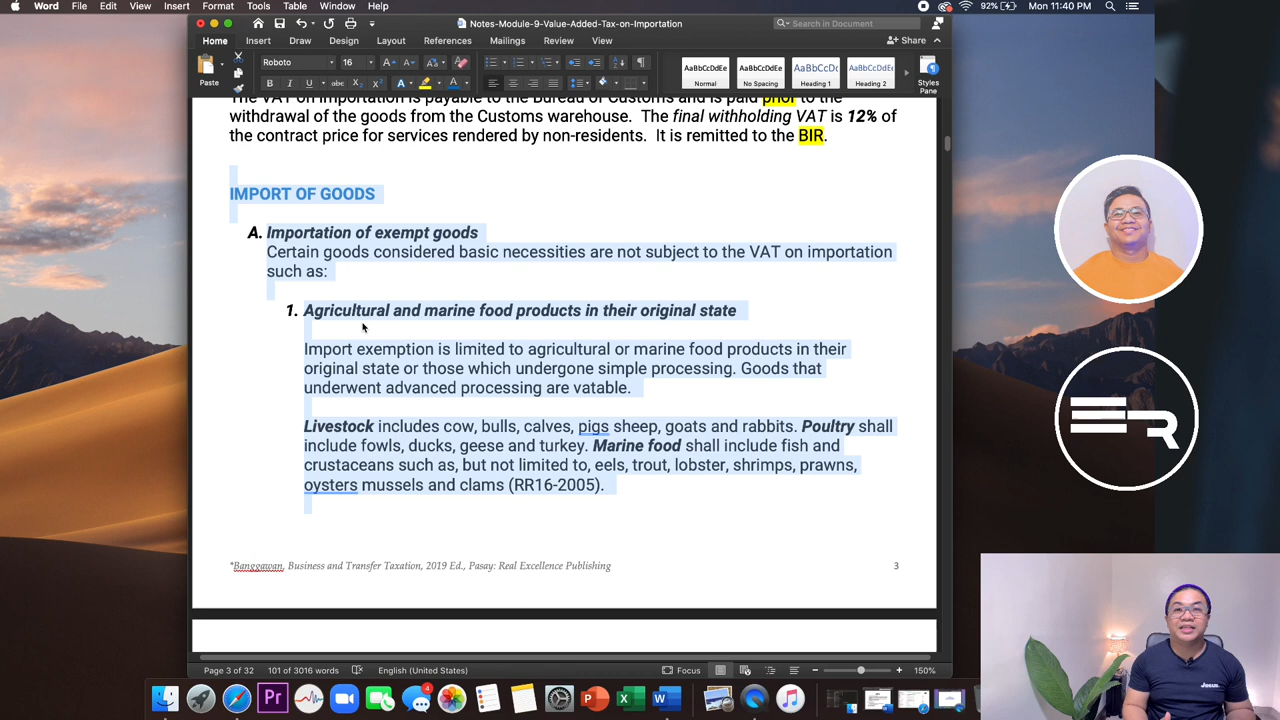 Word File Edit View Insert Format Tools Table Window Help
92% Mon 11:40 PM
Notes-Module-9-Value-Added-Tax-on-Importation
Search in Document
Home Insert Draw Design Layout References Mailings Review View
Share
Paste
Roboto 16
AaBbCcDdEe AaBbCcDdEe AaBbCcDc AaBbCcDdEe
Normal No Spacing Heading 1 Heading 2
Styles Pane
The VAT on importation is payable to the Bureau of Customs and is paid prior to the
withdrawal of the goods from the Customs warehouse. The final withholding VAT is 12% of
the contract price for services rendered by non-residents. It is remitted to the BIR.
IMPORT OF GOODS
A. Importation of exempt goods
Certain goods considered basic necessities are not subject to the VAT on importation
such as:
1. Agricultural and marine food products in their original state
Import exemption is limited to agricultural or marine food products in their
original state or those which undergone simple processing. Goods that
underwent advanced processing are vatable.
Livestock includes cow, bulls, calves, pigs sheep, goats and rabbits. Poultry shall
include fowls, ducks, geese and turkey. Marine food shall include fish and
crustaceans such as, but not limited to, eels, trout, lobster, shrimps, prawns,
oysters mussels and clams (RR16-2005).
*Banggawan, Business and Transfer Taxation, 2019 Ed., Pasay: Real Excellence Publishing 3
Page 3 of 32 101 of 3016 words English (United States) Focus 150%
Pr
4
ER
Jesus.